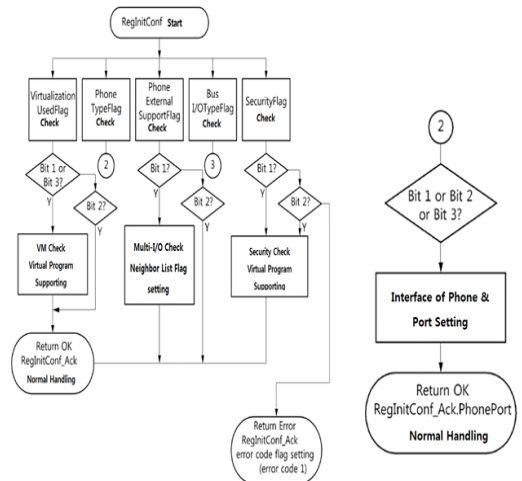 RegInitConf Start
Virtualization
UsedFlag
Check
Phone
TypeFlag
Check
Phone
External
SupportFlag
Check
Bus
I/OTypeFlag
Check
SecurityFlag
Check
Bit 1 or
Bit 3?
Y
Bit 2?
Y
2
Bit 1?
Y
Bit 2?
Y
3
Bit 1?
Y
Bit 2?
Y
VM Check
Virtual Program
Supporting
Multi-I/O Check
Neighbor List Flag
setting
Security Check
Virtual Program
Supporting
Return OK
RegInitConf_Ack
Normal Handling
Return Error
RegInitConf_Ack
error code flag setting
(error code 1)
2
Bit 1 or Bit 2
or Bit 3?
Interface of Phone &
Port Setting
Return OK
RegInitConf_Ack.PhonePort
Normal Handling